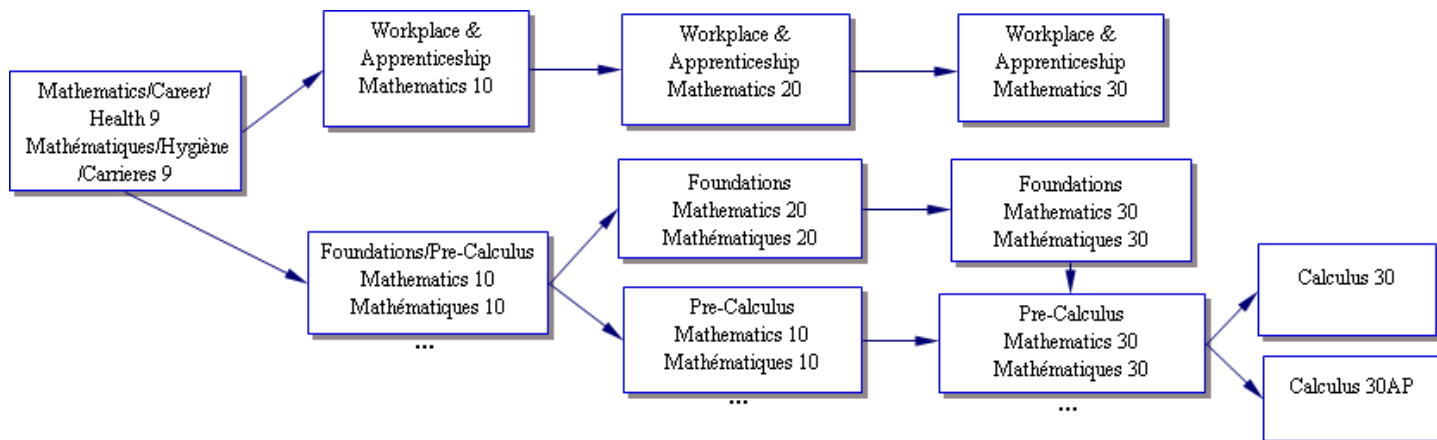 Mathematics/Career/
Health 9
Mathématiques/Hygiène
/Carrieres 9
Workplace &
Apprenticeship
Mathematics 10
Workplace &
Apprenticeship
Mathematics 20
Workplace &
Apprenticeship
Mathematics 30
Foundations/Pre-Calculus
Mathematics 10
Mathématiques 10
...
Foundations
Mathematics 20
Mathématiques 20
Foundations
Mathematics 30
Mathématiques 30
Pre-Calculus
Mathematics 10
Mathématiques 10
...
Pre-Calculus
Mathematics 30
Mathématiques 30
...
Calculus 30
Calculus 30AP